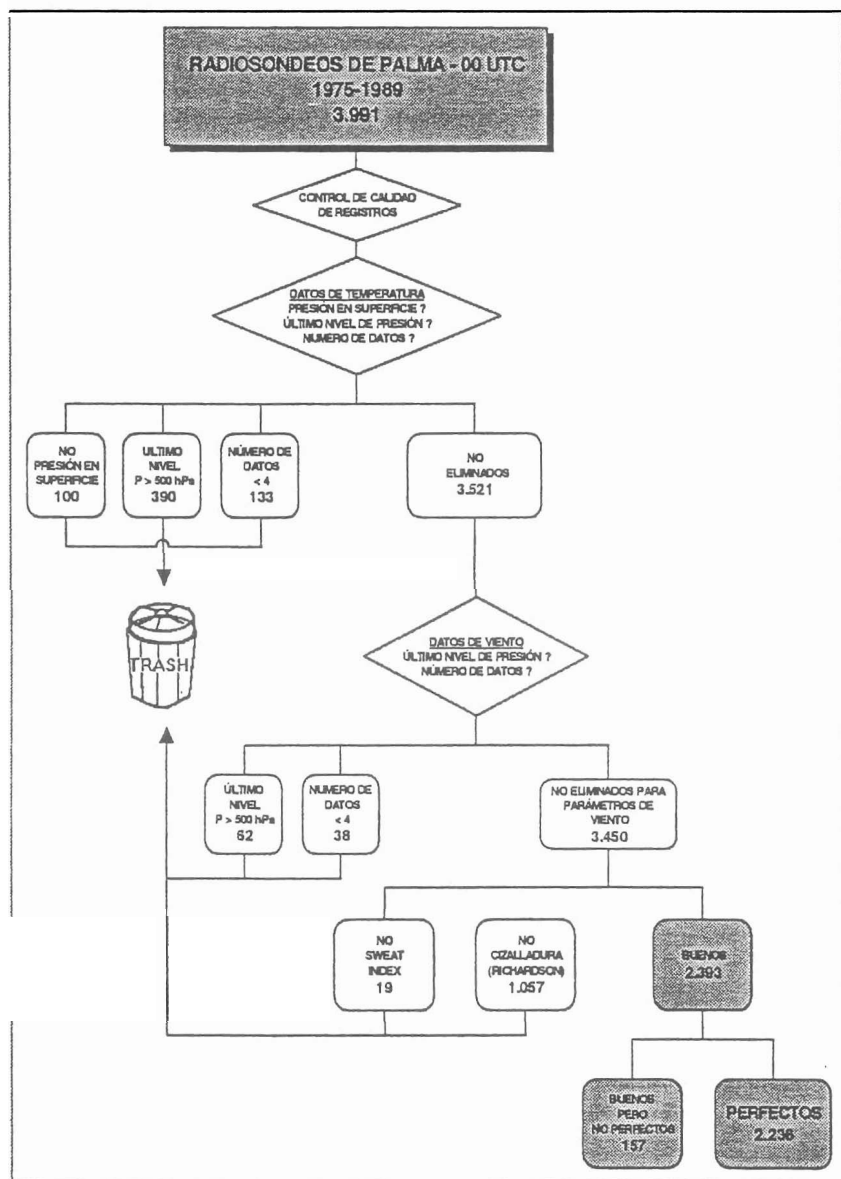 RADIOSONDEOS DE PALMA - 00 UTC
1975-1989
3.991
CONTROL DE CALIDAD
DE REGISTROS
DATOS DE TEMPERATURA
PRESIÓN EN SUPERFICIE ?
ÚLTIMO NIVEL DE PRESIÓN ?
NUMERO DE DATOS ?
NO
PRESIÓN EN
SUPERFICIE
100
ULTIMO
NIVEL
P > 500 hPs
390
NÚMERO DE
DATOS
< 4
133
NO
ELIMINADOS
3.521
TRASH
DATOS DE VIENTO
ÚLTIMO NIVEL DE PRESIÓN ?
NÚMERO DE DATOS ?
ÚLTIMO
NIVEL
P > 500 hPs
62
NUMERO DE
DATOS
< 4
38
NO ELIMINADOS PARA
PARÁMETROS DE
VIENTO
3.450
NO
SWEAT
INDEX
19
NO
CIZALLADURA
(RICHARDSON)
1.057
BUENOS
2.393
BUENOS
PERO
NO PERFECTOS
157
PERFECTOS
2.236